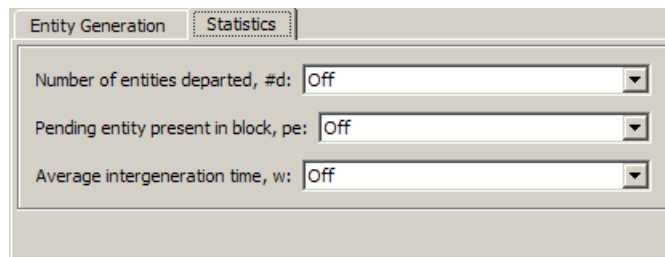 Entity Generation Statistics
Number of entities departed, #d: Off
Pending entity present in block, pe: Off
Average intergeneration time, w: Off